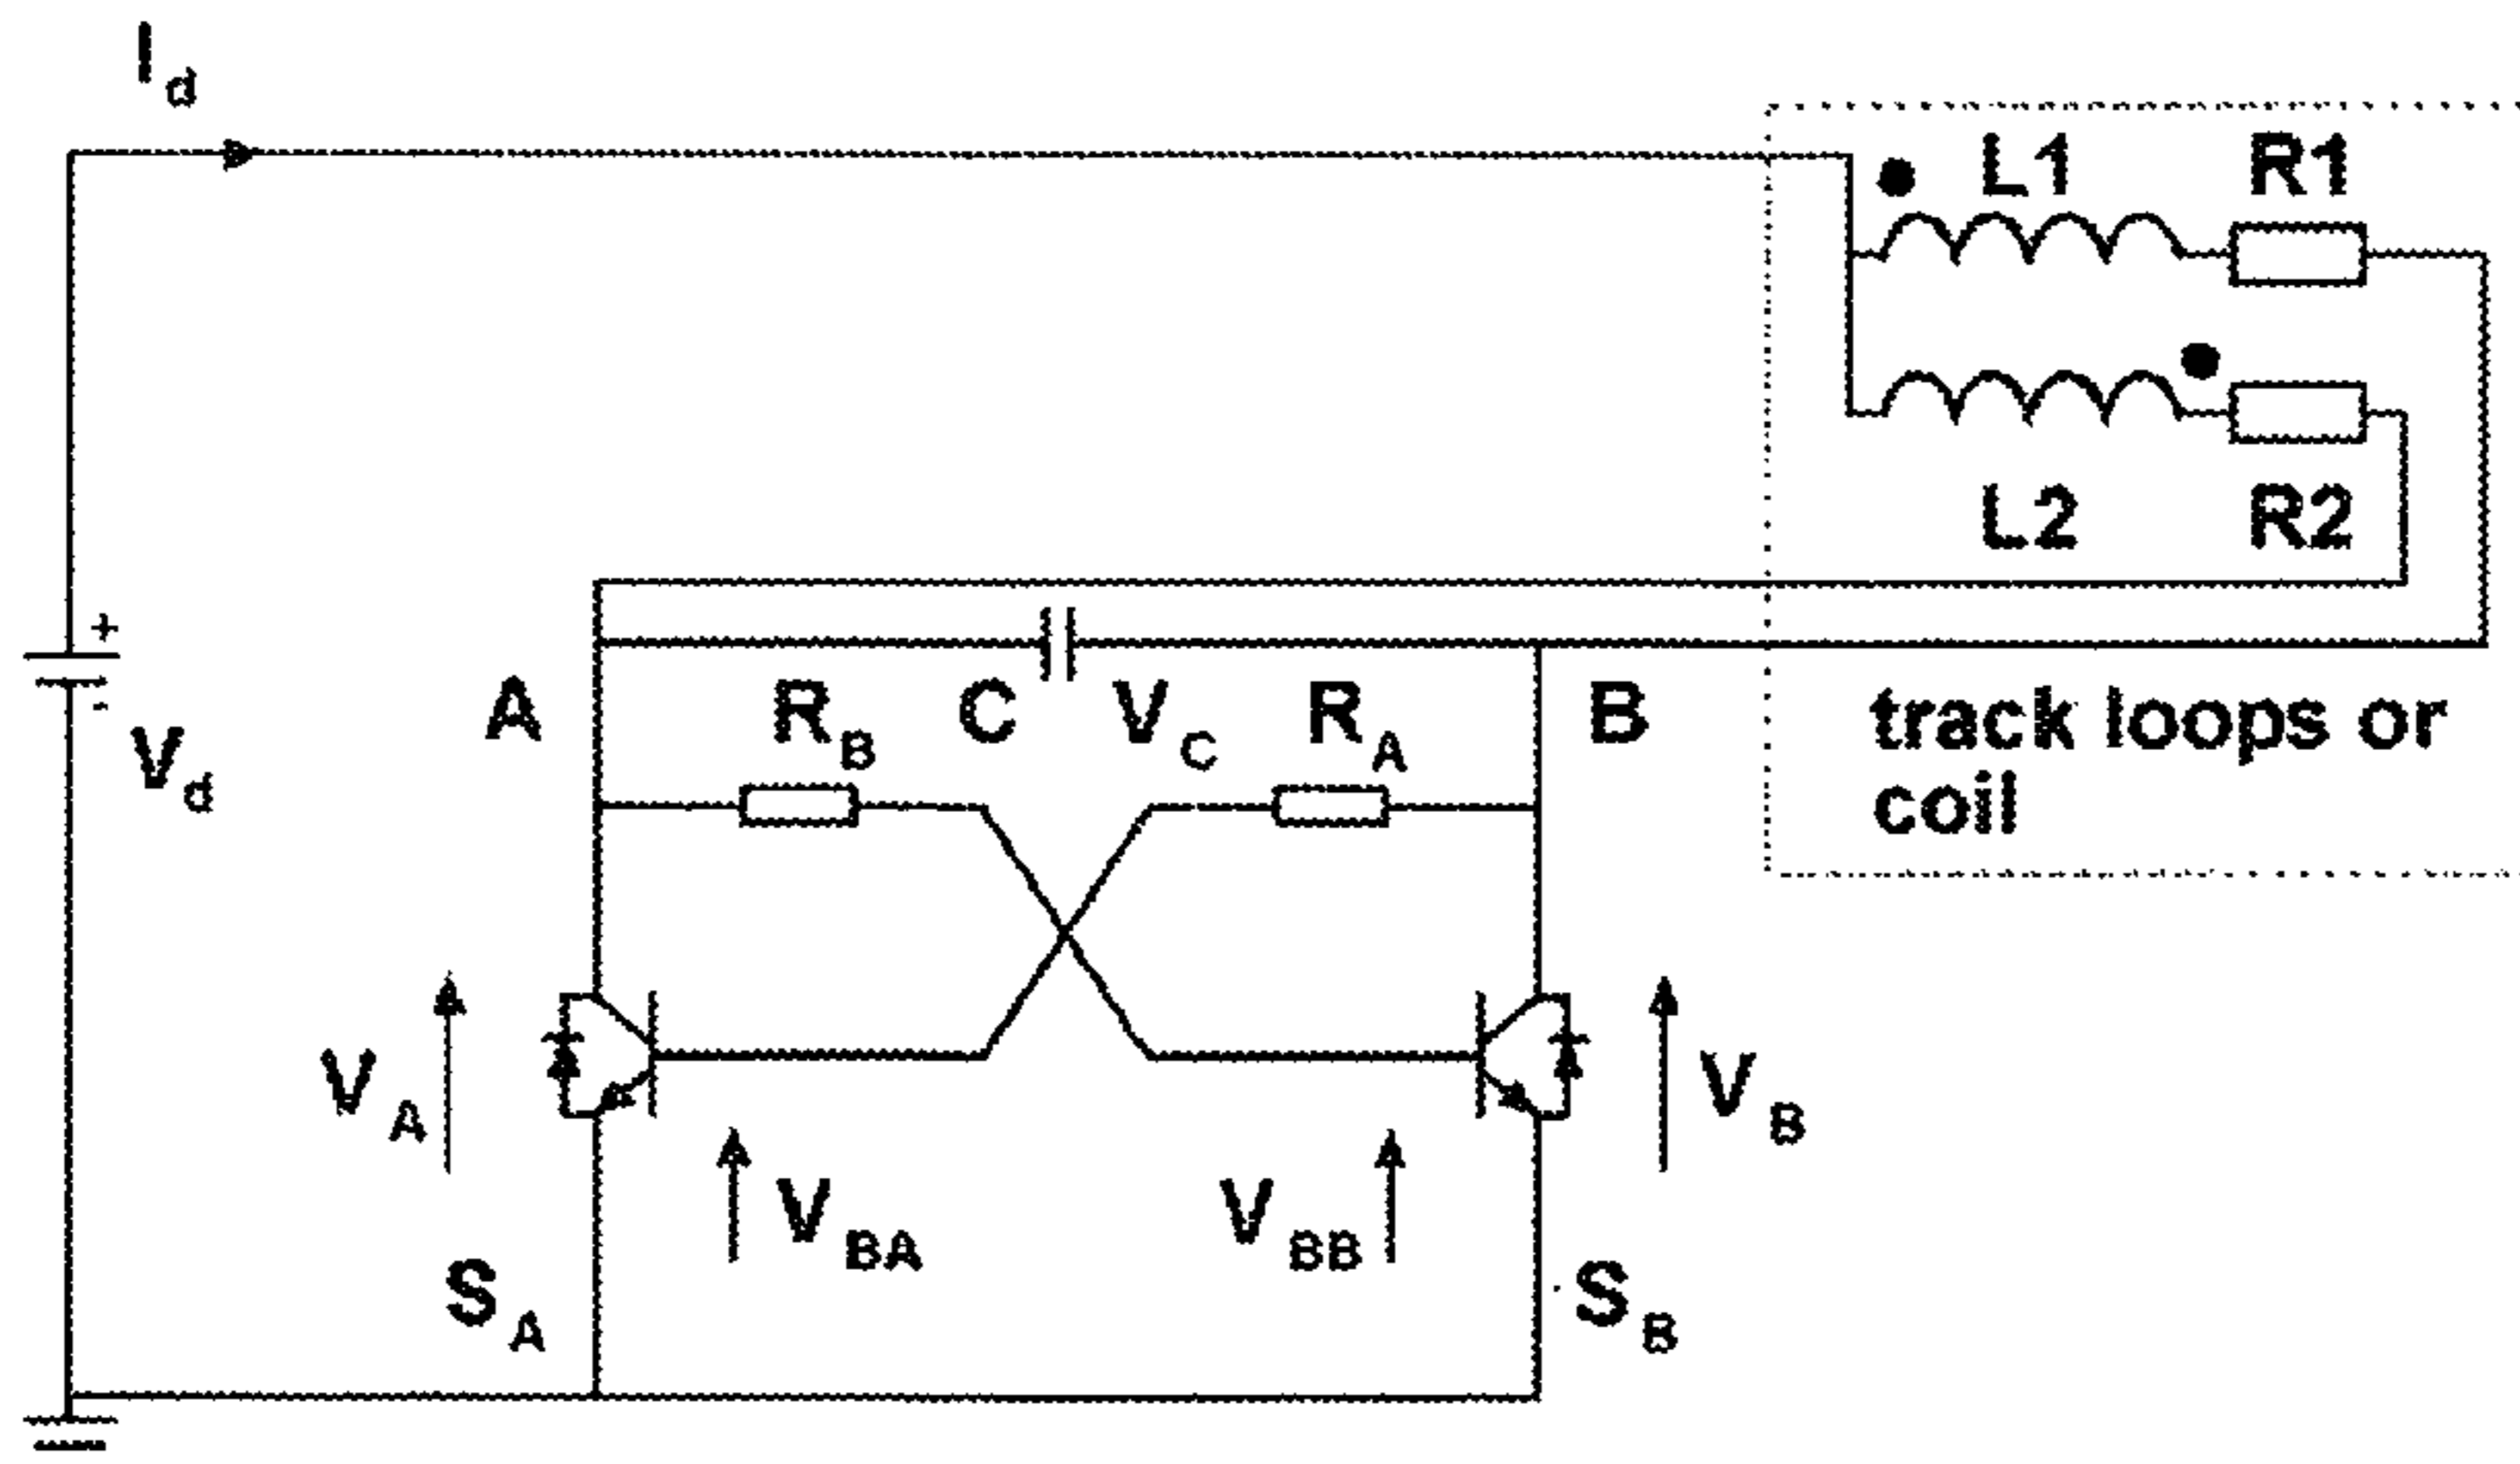 Id
L1 R1
L2 R2
+
-
Vd
A RB C VC RA B
track loops or
coil
VA
VB
VBA
VBB
SA
SB